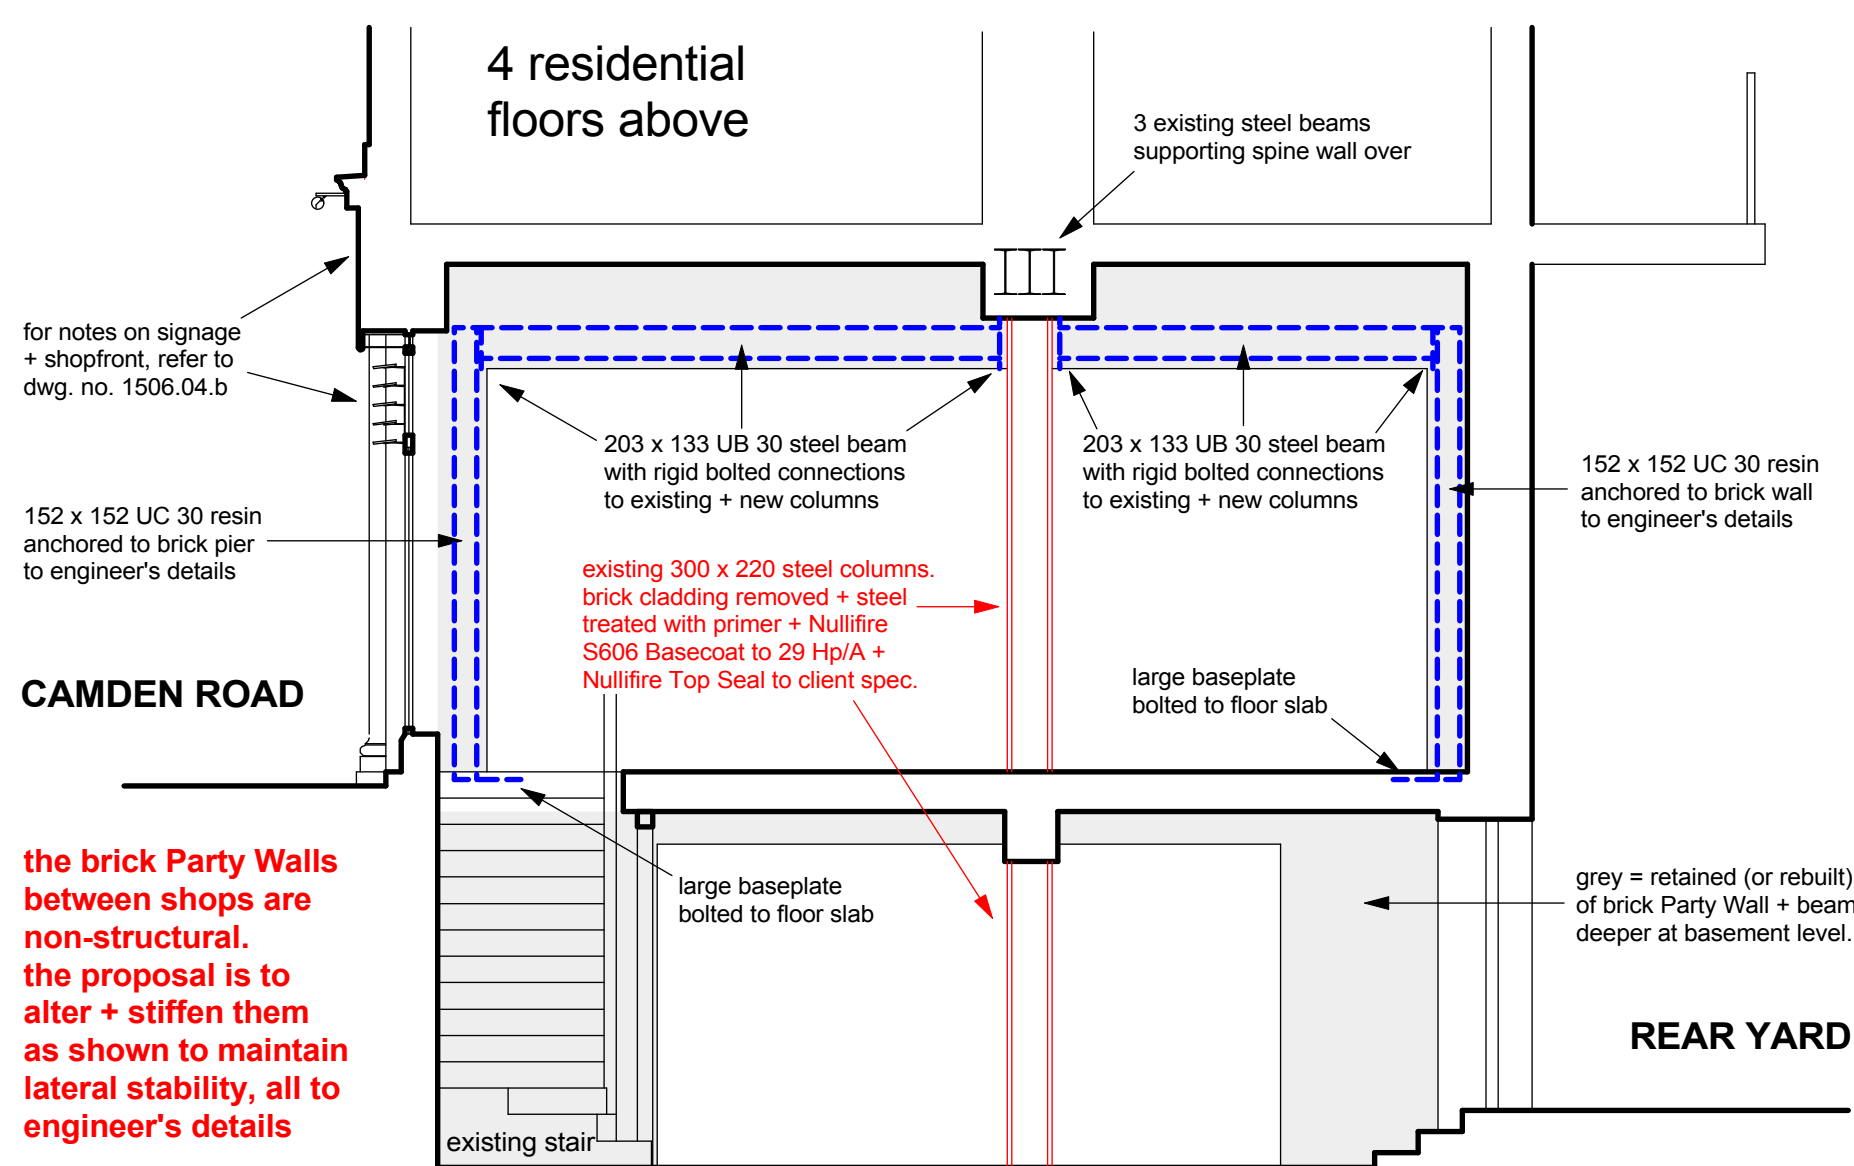 4 residential
floors above
3 existing steel beams
supporting spine wall over
for notes on signage
+ shopfront, refer to
dwg. no. 1506.04.b
203 x 133 UB 30 steel beam
with rigid bolted connections
to existing + new columns
203 x 133 UB 30 steel beam
with rigid bolted connections
to existing + new columns
152 x 152 UC 30 resin
anchored to brick wall
to engineer's details
152 x 152 UC 30 resin
anchored to brick pier
to engineer's details
existing 300 x 220 steel columns.
brick cladding removed + steel
treated with primer + Nullifire
S606 Basecoat to 29 Hp/A +
Nullifire Top Seal to client spec.
CAMDEN ROAD
large baseplate
bolted to floor slab
the brick Party Walls
between shops are
non-structural.
the proposal is to
alter + stiffen them
as shown to maintain
lateral stability, all to
engineer's details
large baseplate
bolted to floor slab
grey = retained (or rebuilt)
of brick Party Wall + beam
deeper at basement level.
REAR YARD
existing stair